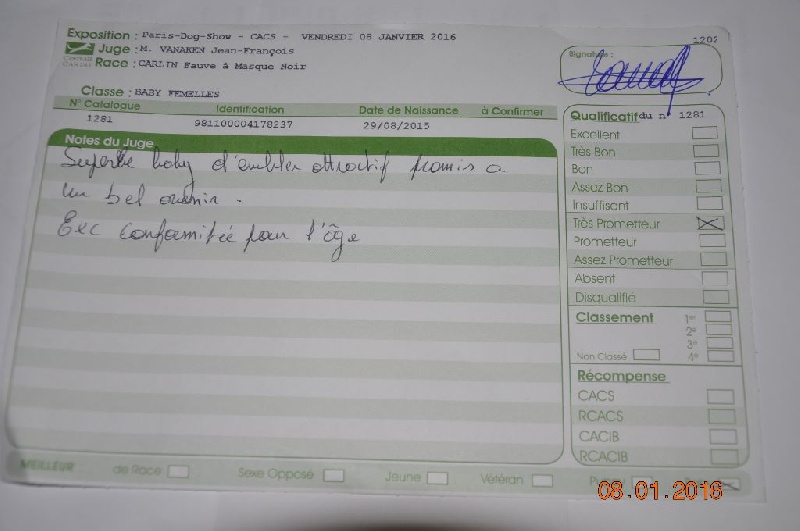 Exposition : Paris-Dog-Show - CACS - VENDREDI 08 JANVIER 2016
1202
Juge : M. VANAKEN Jean-François
Race : CARLIN Fauve à Masque Noir
Signature :
Classe : BABY FEMELLES
N° Catalogue Identification Date de Naissance à Confirmer
1281 981100004178237 29/08/2015
Notes du Juge
Superbe baby d'emblée attractif promis a
un bel avenir .
Exc conformitée pour l'âge
Qualificatif du n° 1281
Excellent
Très Bon
Bon
Assez Bon
Insuffisant
Très Prometteur
Prometteur
Assez Prometteur
Absent
Disqualifié
Classement 1er
2e
3e
Non Classé 4e
Récompense
CACS
RCACS
CACIB
RCACIB
MEILLEUR de Race Sexe Opposé Jeune Vétéran
08.01.2016